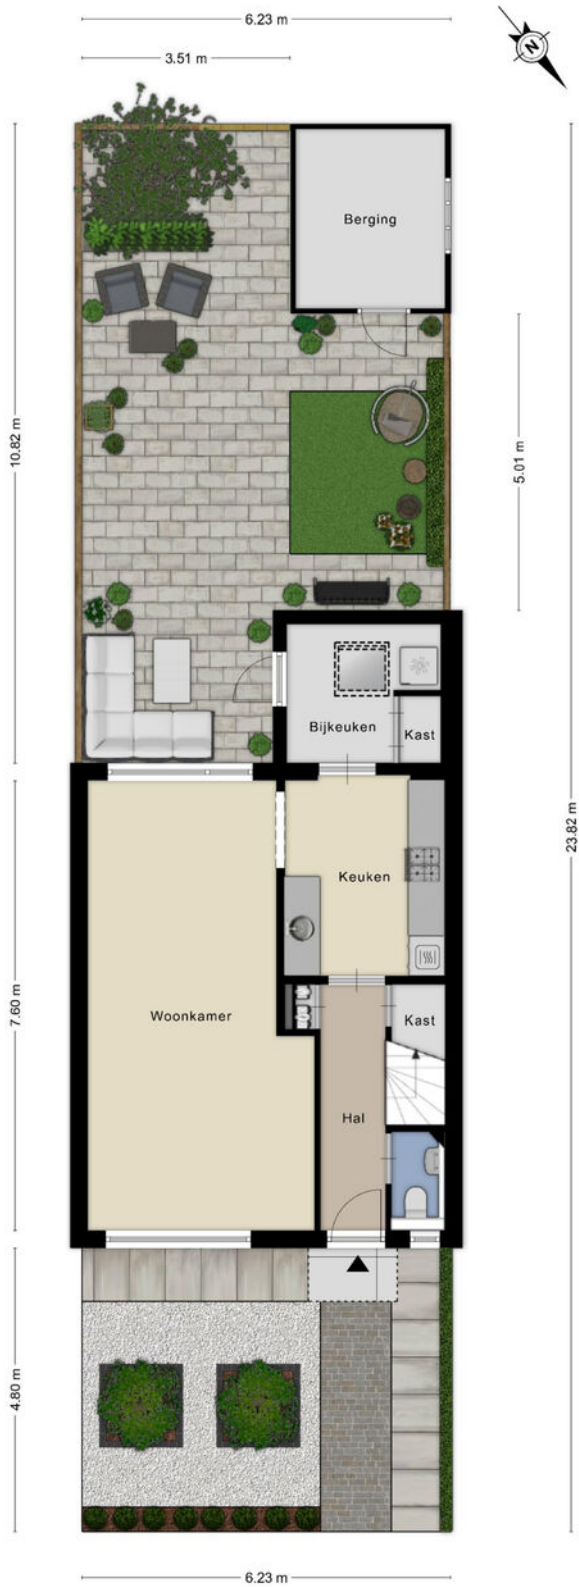 6.23 m
3.51 m
N
Berging
10.82 m
5.01 m
Bijkeuken
Kast
23.82 m
Keuken
7.60 m
Woonkamer
Kast
Hal
4.80 m
6.23 m